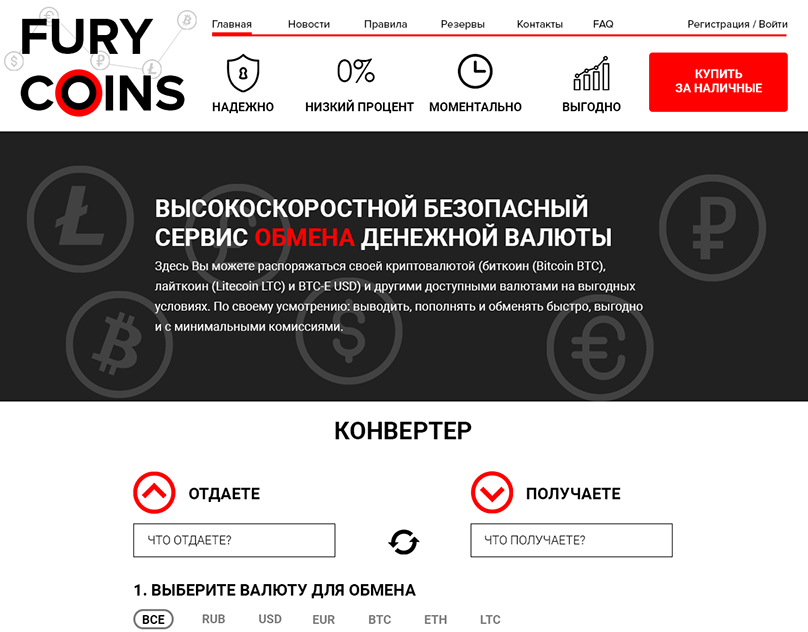 FURY
COINS
Главная Новости Правила Резервы Контакты FAQ Регистрация / Войти
0%
НАДЕЖНО НИЗКИЙ ПРОЦЕНТ МОМЕНТАЛЬНО ВЫГОДНО
КУПИТЬ
ЗА НАЛИЧНЫЕ
ВЫСОКОСКОРОСТНОЙ БЕЗОПАСНЫЙ
СЕРВИС ОБМЕНА ДЕНЕЖНОЙ ВАЛЮТЫ
Здесь Вы можете распоряжаться своей криптовалютой (биткоин (Bitcoin BTC),
лайткоин (Litecoin LTC) и BTC-E USD) и другими доступными валютами на выгодных
условиях. По своему усмотрению: выводить, пополнять и обменять быстро, выгодно
и с минимальными комиссиями.
КОНВЕРТЕР
ОТДАЕТЕ ПОЛУЧАЕТЕ
ЧТО ОТДАЕТЕ? ЧТО ПОЛУЧАЕТЕ?
1. ВЫБЕРИТЕ ВАЛЮТУ ДЛЯ ОБМЕНА
ВСЕ RUB USD EUR BTC ETH LTC